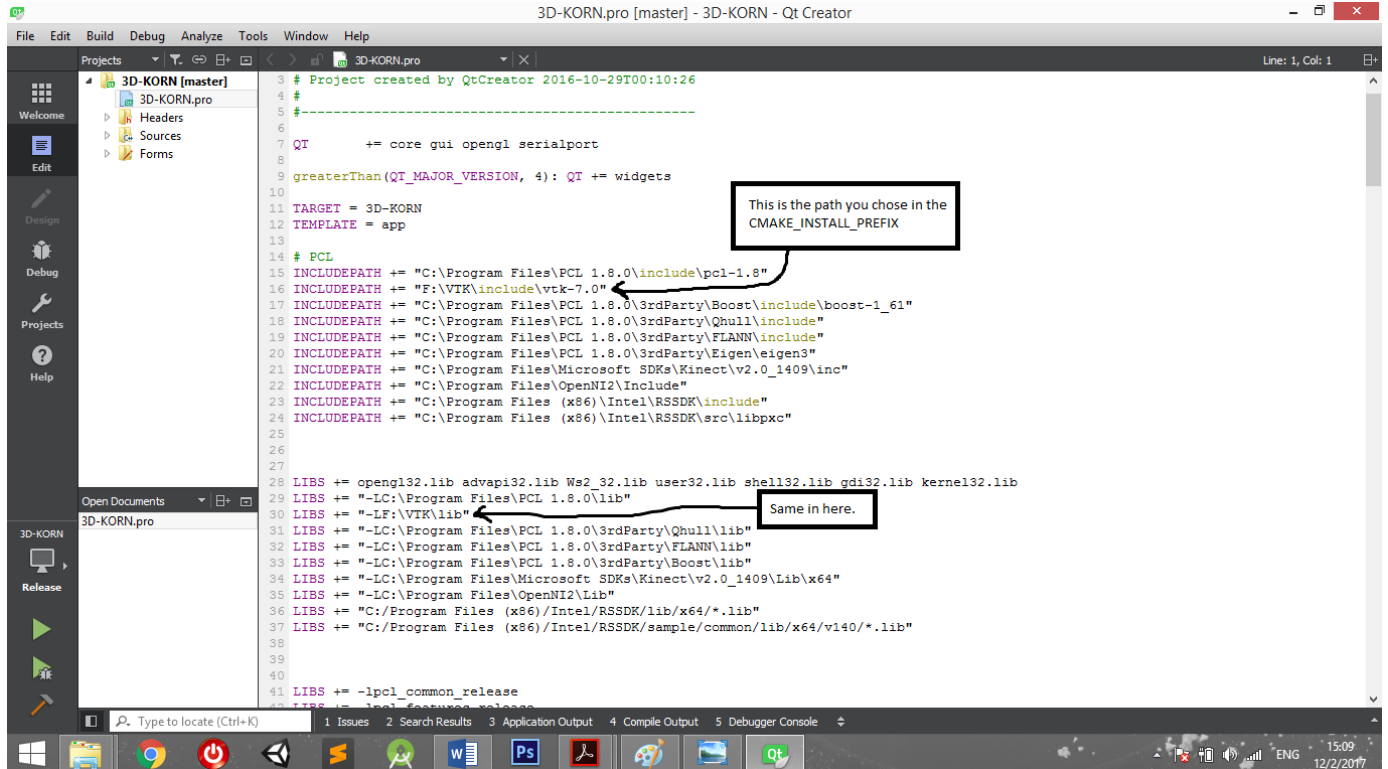 3D-KORN.pro [master] - 3D-KORN - Qt Creator
File Edit Build Debug Analyze Tools Window Help
Projects
3D-KORN.pro
Line: 1, Col: 1
Welcome
Edit
Design
Debug
Projects
Help
3D-KORN
Release
3D-KORN [master]
3D-KORN.pro
Headers
Sources
Forms
Open Documents
3D-KORN.pro
3 # Project created by QtCreator 2016-10-29T00:10:26
4 #
5 #-------------------------------------------------
6
7 QT       += core gui opengl serialport
8
9 greaterThan(QT_MAJOR_VERSION, 4): QT += widgets
10
11 TARGET = 3D-KORN
12 TEMPLATE = app
13
14 # PCL
15 INCLUDEPATH += "C:\Program Files\PCL 1.8.0\include\pcl-1.8"
16 INCLUDEPATH += "F:\VTK\include\vtk-7.0"
17 INCLUDEPATH += "C:\Program Files\PCL 1.8.0\3rdParty\Boost\include\boost-1_61"
18 INCLUDEPATH += "C:\Program Files\PCL 1.8.0\3rdParty\Qhull\include"
19 INCLUDEPATH += "C:\Program Files\PCL 1.8.0\3rdParty\FLANN\include"
20 INCLUDEPATH += "C:\Program Files\PCL 1.8.0\3rdParty\Eigen\eigen3"
21 INCLUDEPATH += "C:\Program Files\Microsoft SDKs\Kinect\v2.0_1409\inc"
22 INCLUDEPATH += "C:\Program Files\OpenNI2\Include"
23 INCLUDEPATH += "C:\Program Files (x86)\Intel\RSSDK\include"
24 INCLUDEPATH += "C:\Program Files (x86)\Intel\RSSDK\src\libpxc"
25
26
27
28 LIBS += opengl32.lib advapi32.lib Ws2_32.lib user32.lib shell32.lib gdi32.lib kernel32.lib
29 LIBS += "-LC:\Program Files\PCL 1.8.0\lib"
30 LIBS += "-LF:\VTK\lib"
31 LIBS += "-LC:\Program Files\PCL 1.8.0\3rdParty\Qhull\lib"
32 LIBS += "-LC:\Program Files\PCL 1.8.0\3rdParty\FLANN\lib"
33 LIBS += "-LC:\Program Files\PCL 1.8.0\3rdParty\Boost\lib"
34 LIBS += "-LC:\Program Files\Microsoft SDKs\Kinect\v2.0_1409\Lib\x64"
35 LIBS += "-LC:\Program Files\OpenNI2\Lib"
36 LIBS += "C:/Program Files (x86)/Intel/RSSDK/lib/x64/*.lib"
37 LIBS += "C:/Program Files (x86)/Intel/RSSDK/sample/common/lib/x64/v140/*.lib"
38
39
40
41 LIBS += -lpcl_common_release
42 LIBS += -lpcl_features_release
This is the path you chose in the
CMAKE_INSTALL_PREFIX
Same in here.
Type to locate (Ctrl+K)
1 Issues 2 Search Results 3 Application Output 4 Compile Output 5 Debugger Console
W
Ps
Qt
ENG
15:09
12/2/2017